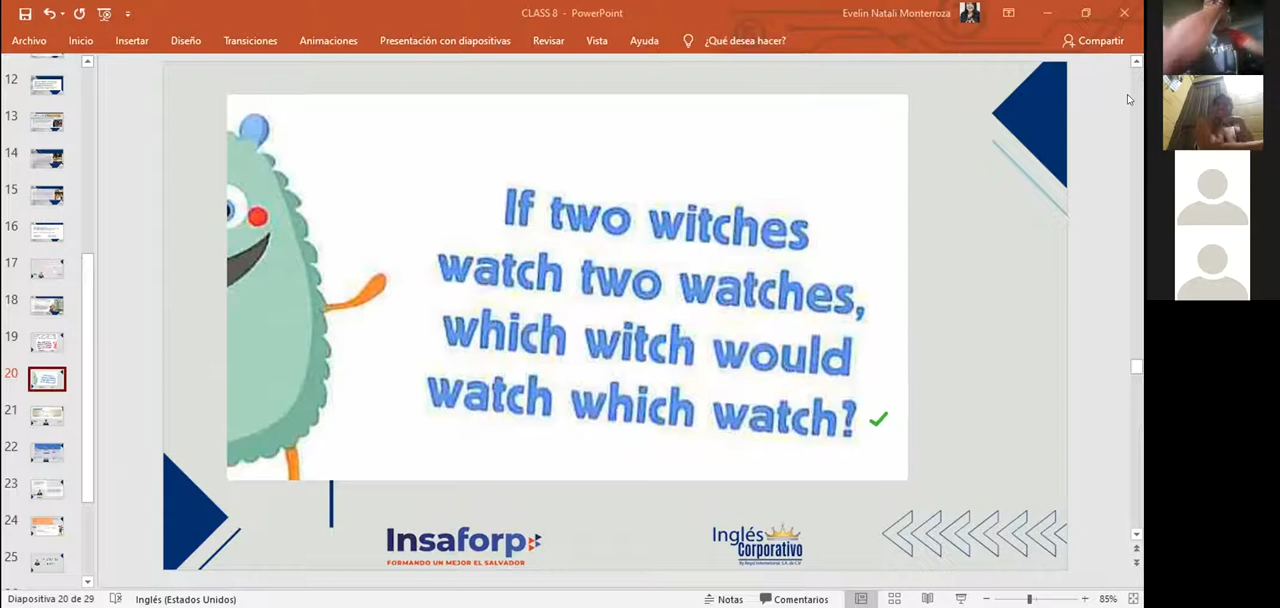 CLASS 8 - PowerPoint
Evelin Natali Monterroza
Archivo Inicio Insertar Diseño Transiciones Animaciones Presentación con diapositivas Revisar Vista Ayuda ¿Qué desea hacer? Compartir
12
13
14
15
16
17
18
19
20
21
22
23
24
25
If two witches
watch two watches,
which witch would
watch which watch?
Insaforp
FORMANDO UN MEJOR EL SALVADOR
Inglés
Corporativo
Diapositiva 20 de 29 Inglés (Estados Unidos) Notas Comentarios 85%